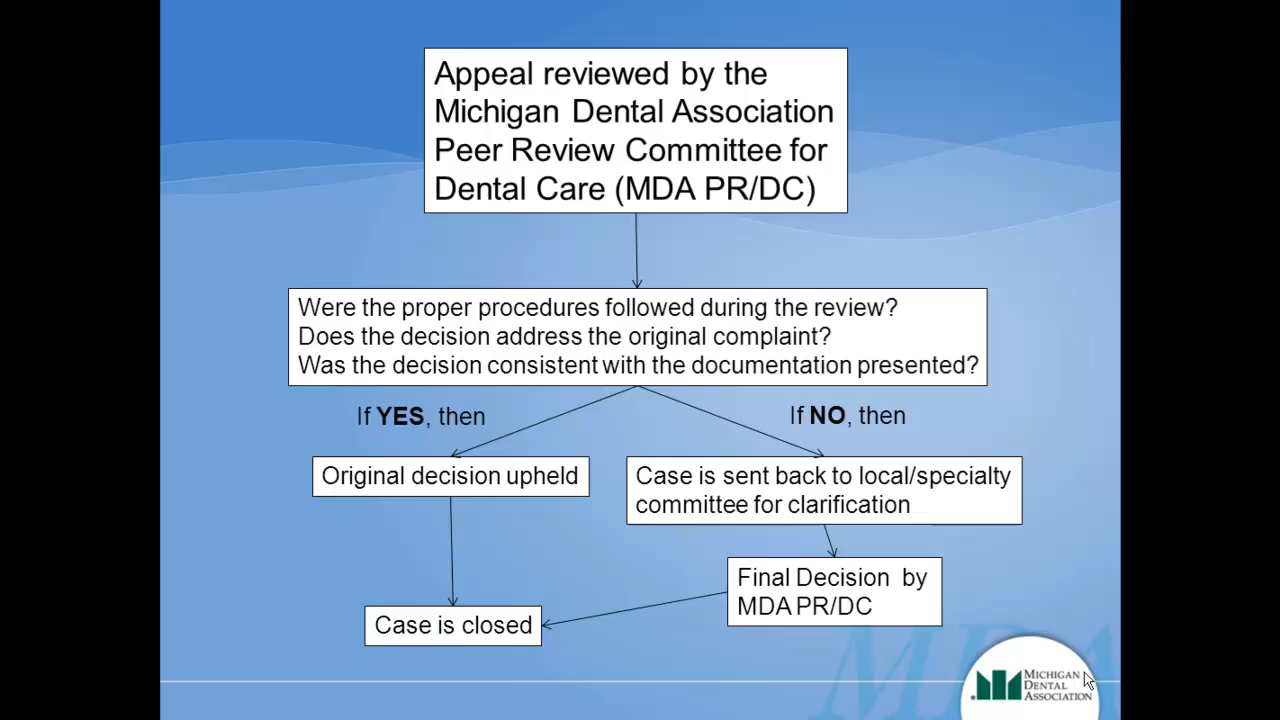 Appeal reviewed by the
Michigan Dental Association
Peer Review Committee for
Dental Care (MDA PR/DC)
Were the proper procedures followed during the review?
Does the decision address the original complaint?
Was the decision consistent with the documentation presented?
If YES, then
If NO, then
Original decision upheld
Case is sent back to local/specialty
committee for clarification
Final Decision by
MDA PR/DC
Case is closed
MDA
MICHIGAN
DENTAL
ASSOCIATION